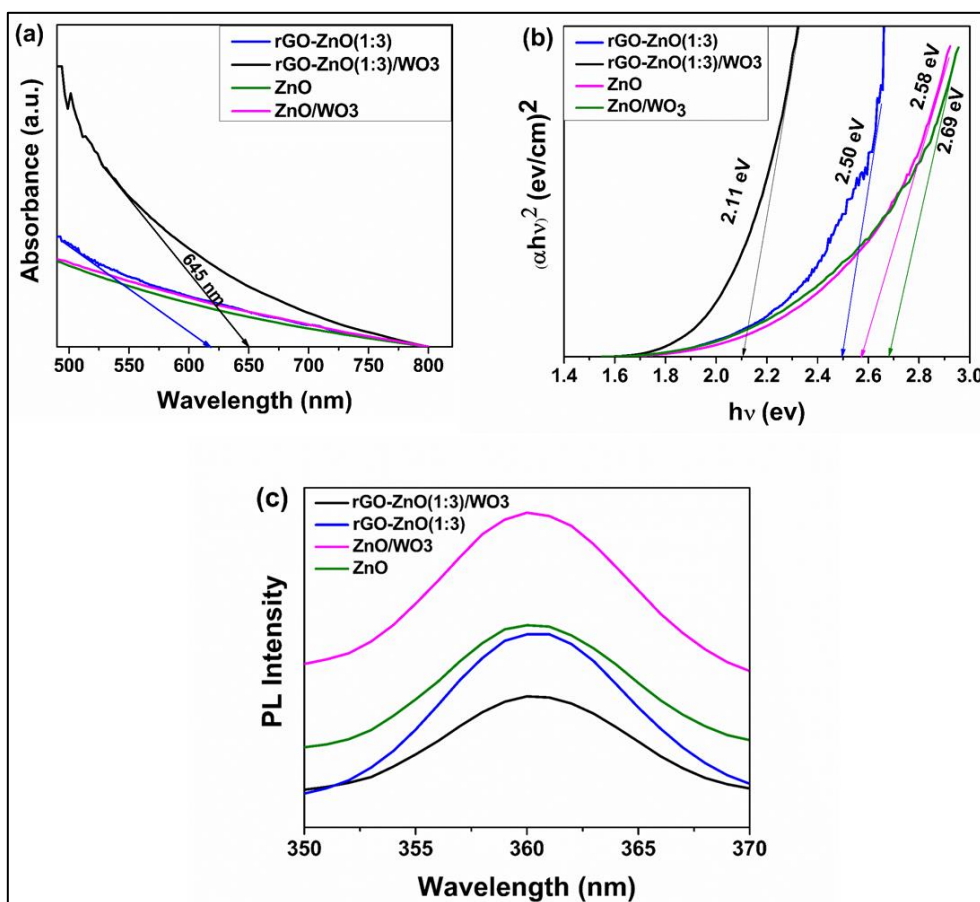 (a)
rGO-ZnO(1:3)
rGO-ZnO(1:3)/WO3
ZnO
ZnO/WO3
645 nm
Absorbance (a.u.)
500 550 600 650 700 750 800
Wavelength (nm)
(b)
rGO-ZnO(1:3)
rGO-ZnO(1:3)/WO3
ZnO
ZnO/WO₃
2.11 eV
2.50 eV
2.58 eV
2.69 eV
(αhν)² (ev/cm)²
1.4 1.6 1.8 2.0 2.2 2.4 2.6 2.8 3.0
hν (ev)
(c)
rGO-ZnO(1:3)/WO3
rGO-ZnO(1:3)
ZnO/WO3
ZnO
PL Intensity
350 355 360 365 370
Wavelength (nm)